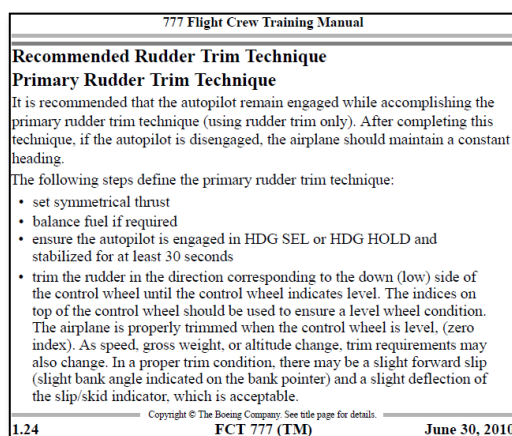 777 Flight Crew Training Manual
Recommended Rudder Trim Technique
Primary Rudder Trim Technique
It is recommended that the autopilot remain engaged while accomplishing the
primary rudder trim technique (using rudder trim only). After completing this
technique, if the autopilot is disengaged, the airplane should maintain a constant
heading.
The following steps define the primary rudder trim technique:
• set symmetrical thrust
• balance fuel if required
• ensure the autopilot is engaged in HDG SEL or HDG HOLD and
stabilized for at least 30 seconds
• trim the rudder in the direction corresponding to the down (low) side of
the control wheel until the control wheel indicates level. The indices on
top of the control wheel should be used to ensure a level wheel condition.
The airplane is properly trimmed when the control wheel is level, (zero
index). As speed, gross weight, or altitude change, trim requirements may
also change. In a proper trim condition, there may be a slight forward slip
(slight bank angle indicated on the bank pointer) and a slight deflection of
the slip/skid indicator, which is acceptable.
Copyright © The Boeing Company. See title page for details.
1.24 FCT 777 (TM) June 30, 2010